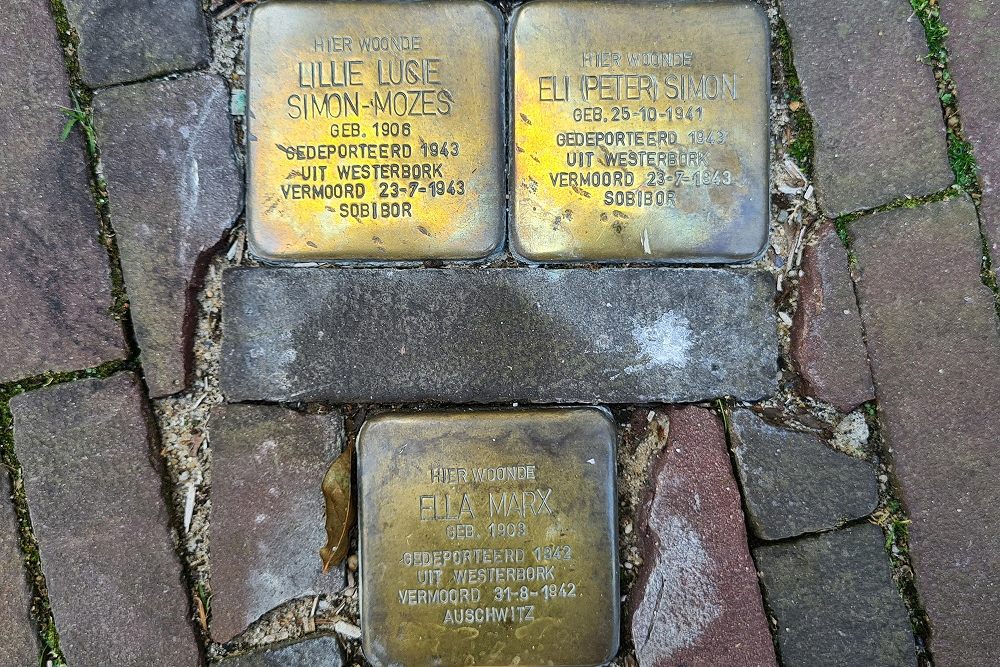 HIER WOONDE
LILLIE LUCIE
SIMON-MOZES
GEB. 1906
GEDEPORTEERD 1943
UIT WESTERBORK
VERMOORD 23-7-1943
SOBIBOR
HIER WOONDE
ELI (PETER) SIMON
GEB. 25-10-1941
GEDEPORTEERD 1943
UIT WESTERBORK
VERMOORD 23-7-1943
SOBIBOR
HIER WOONDE
ELLA MARX
GEB. 1909
GEDEPORTEERD 1942
UIT WESTERBORK
VERMOORD 31-8-1942
AUSCHWITZ